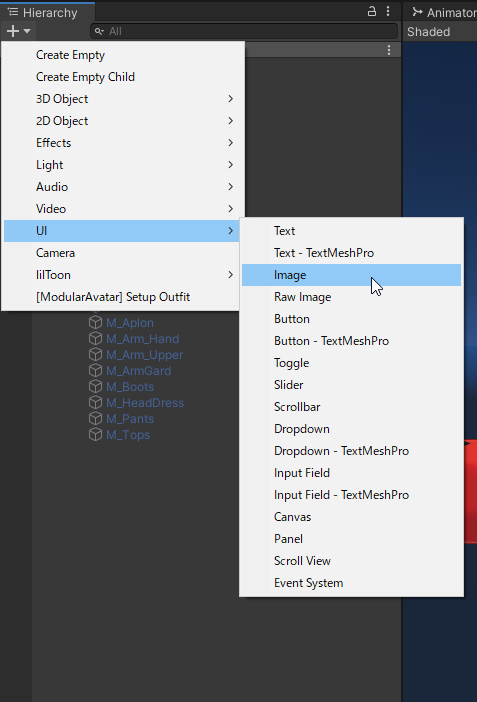 Hierarchy
Animator
All
Shaded
Create Empty
Create Empty Child
3D Object
2D Object
Effects
Light
Audio
Video
UI
Camera
lilToon
[ModularAvatar] Setup Outfit
Text
Text - TextMeshPro
Image
Raw Image
Button
Button - TextMeshPro
Toggle
Slider
Scrollbar
Dropdown
Dropdown - TextMeshPro
Input Field
Input Field - TextMeshPro
Canvas
Panel
Scroll View
Event System
M_Aplon
M_Arm_Hand
M_Arm_Upper
M_ArmGard
M_Boots
M_HeadDress
M_Pants
M_Tops